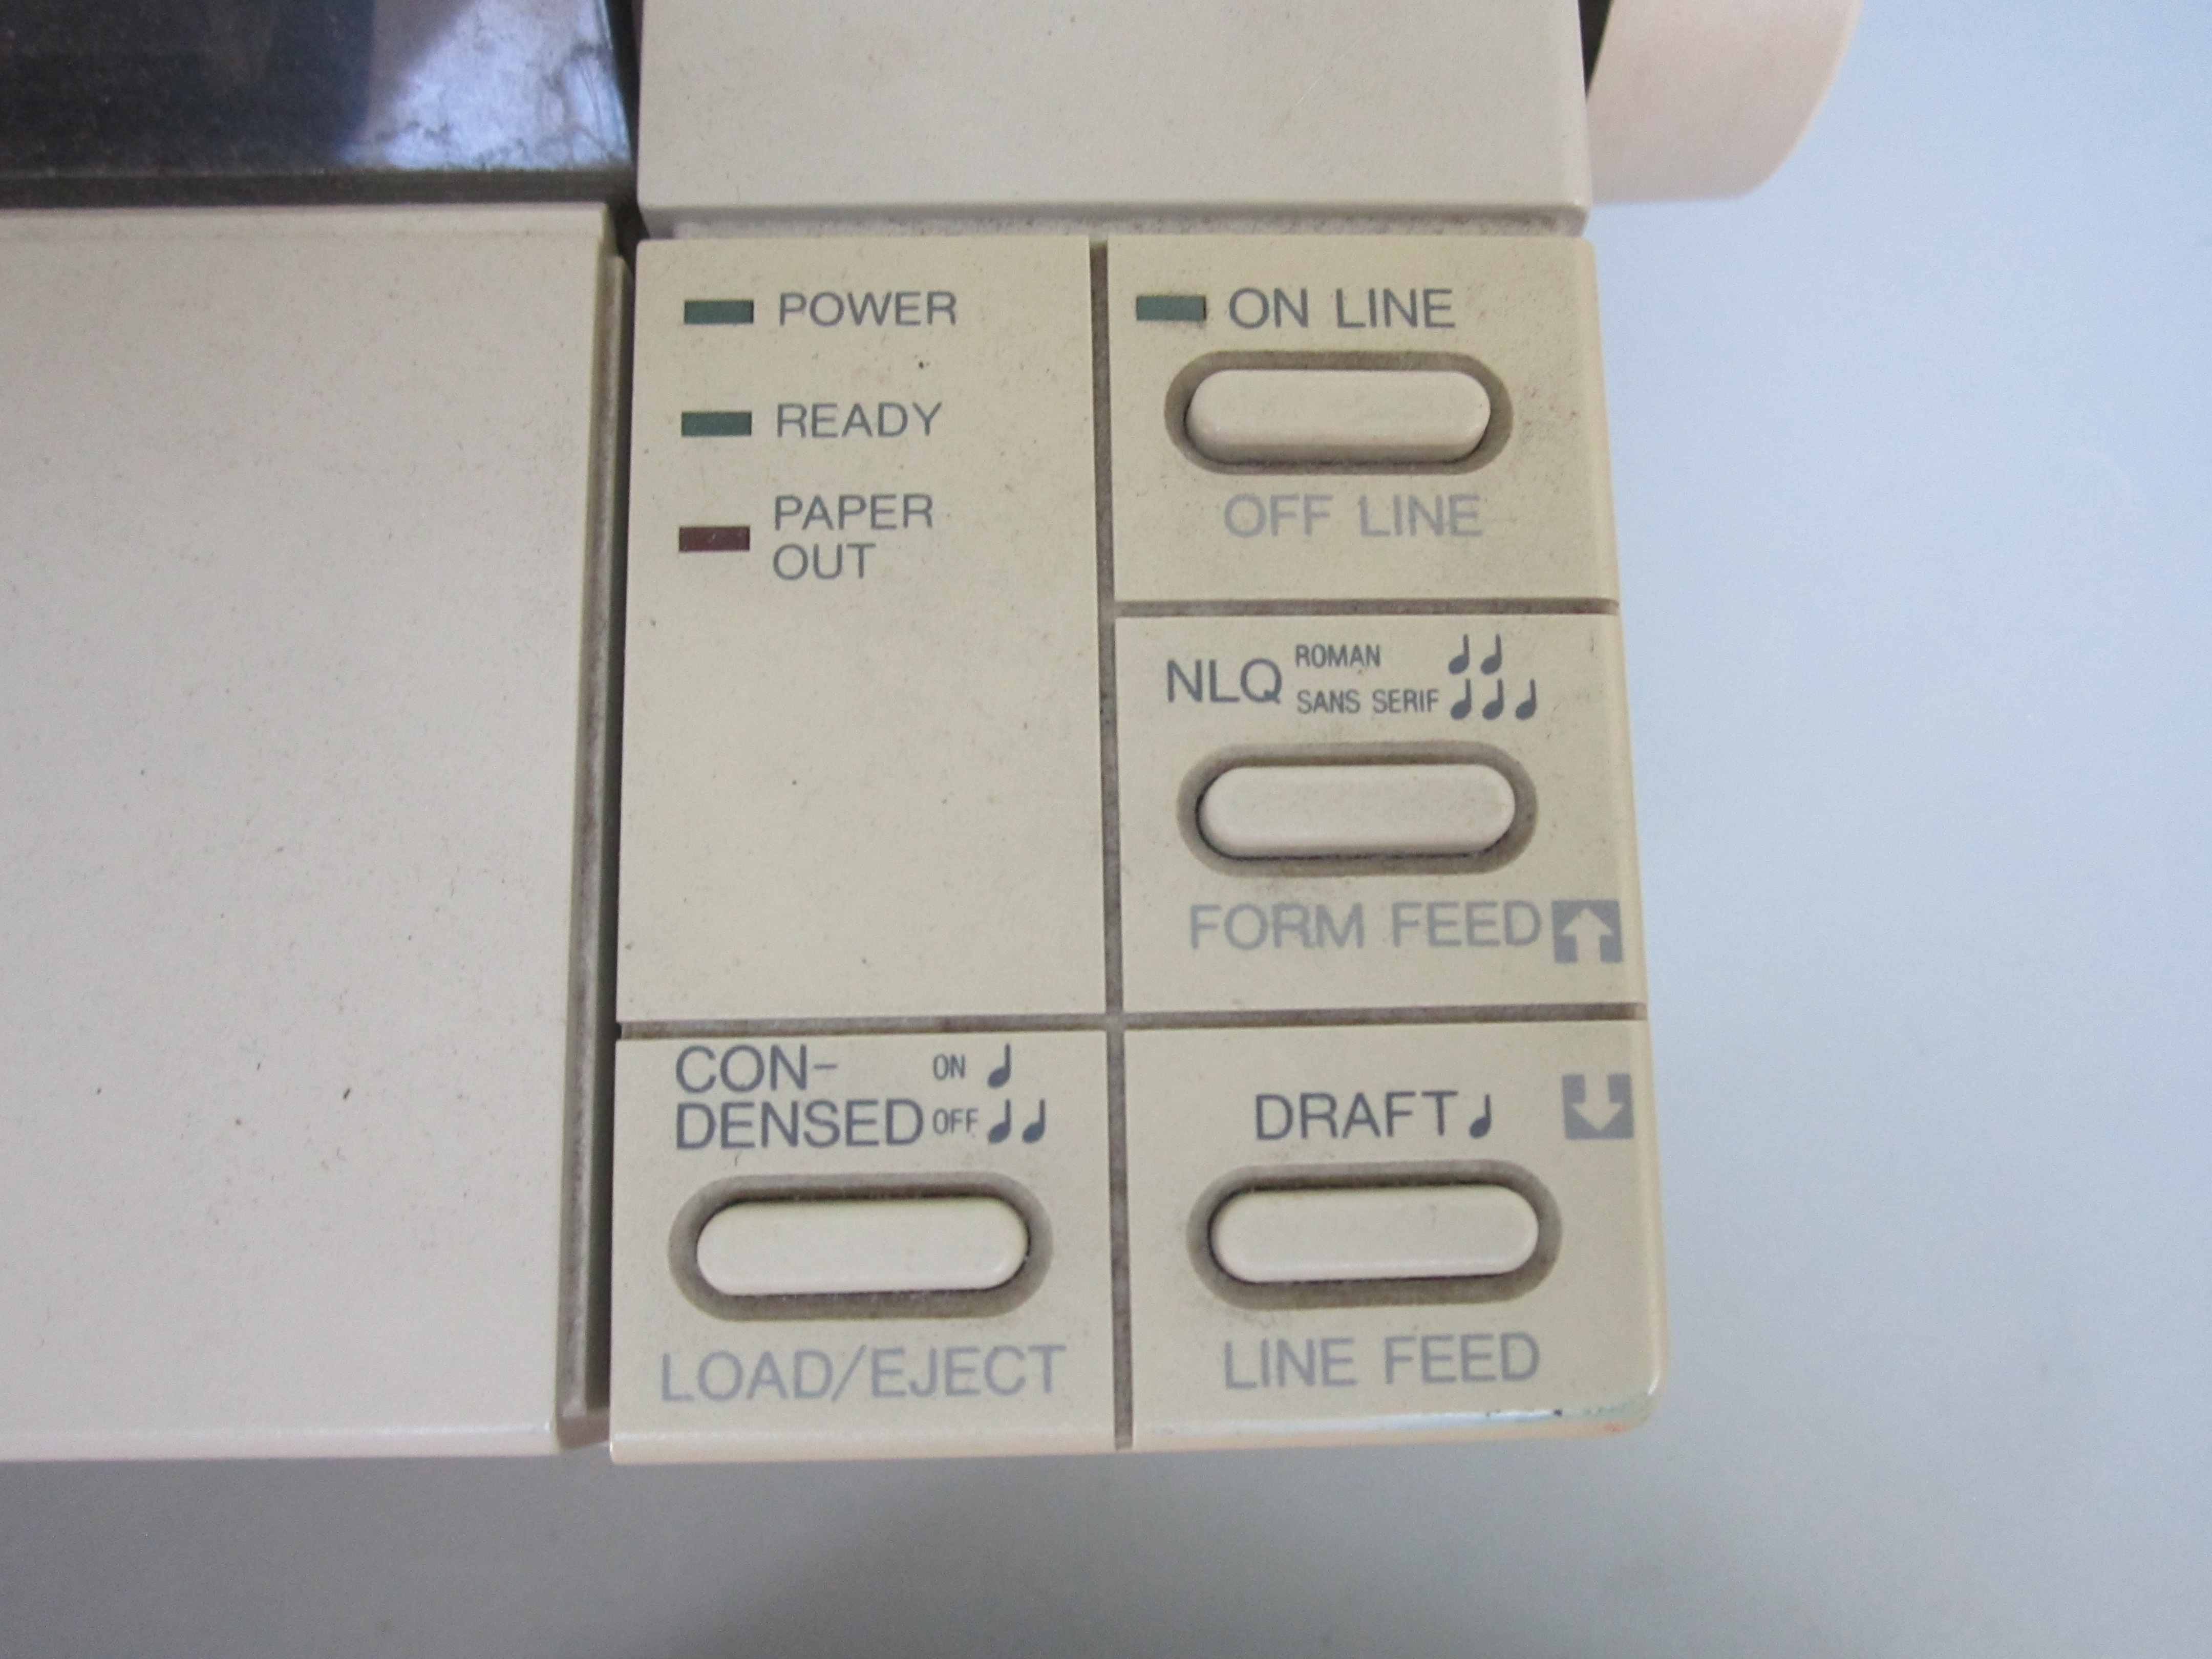 POWER
READY
PAPER
OUT
ON LINE
OFF LINE
NLQ ROMAN
SANS SERIF
FORM FEED
CON-
DENSED ON
OFF
LOAD/EJECT
DRAFT
LINE FEED